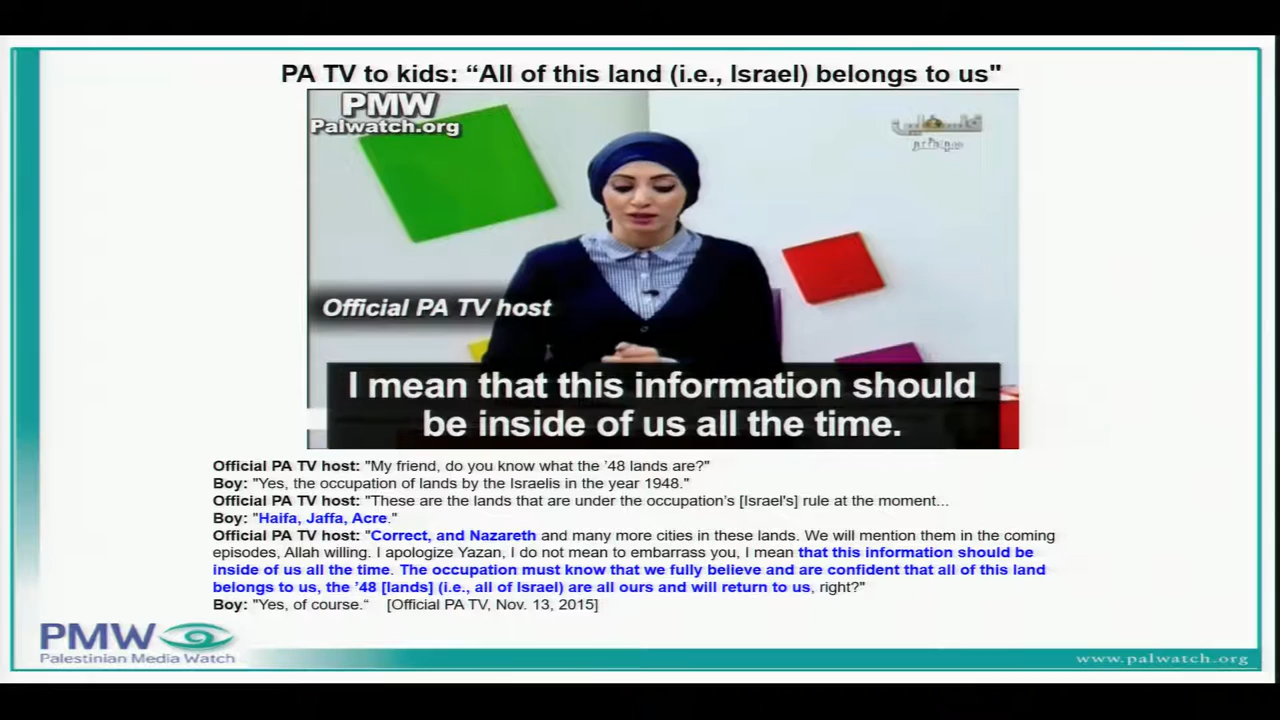 PA TV to kids: “All of this land (i.e., Israel) belongs to us"
PMW
Palwatch.org
فلسطين
Official PA TV host
I mean that this information should
be inside of us all the time.
Official PA TV host: "My friend, do you know what the ’48 lands are?"
Boy: "Yes, the occupation of lands by the Israelis in the year 1948."
Official PA TV host: "These are the lands that are under the occupation’s [Israel's] rule at the moment...
Boy: "Haifa, Jaffa, Acre."
Official PA TV host: "Correct, and Nazareth and many more cities in these lands. We will mention them in the coming
episodes, Allah willing. I apologize Yazan, I do not mean to embarrass you, I mean that this information should be
inside of us all the time. The occupation must know that we fully believe and are confident that all of this land
belongs to us, the ’48 [lands] (i.e., all of Israel) are all ours and will return to us, right?"
Boy: "Yes, of course.“ [Official PA TV, Nov. 13, 2015]
PMW
Palestinian Media Watch
www.palwatch.org